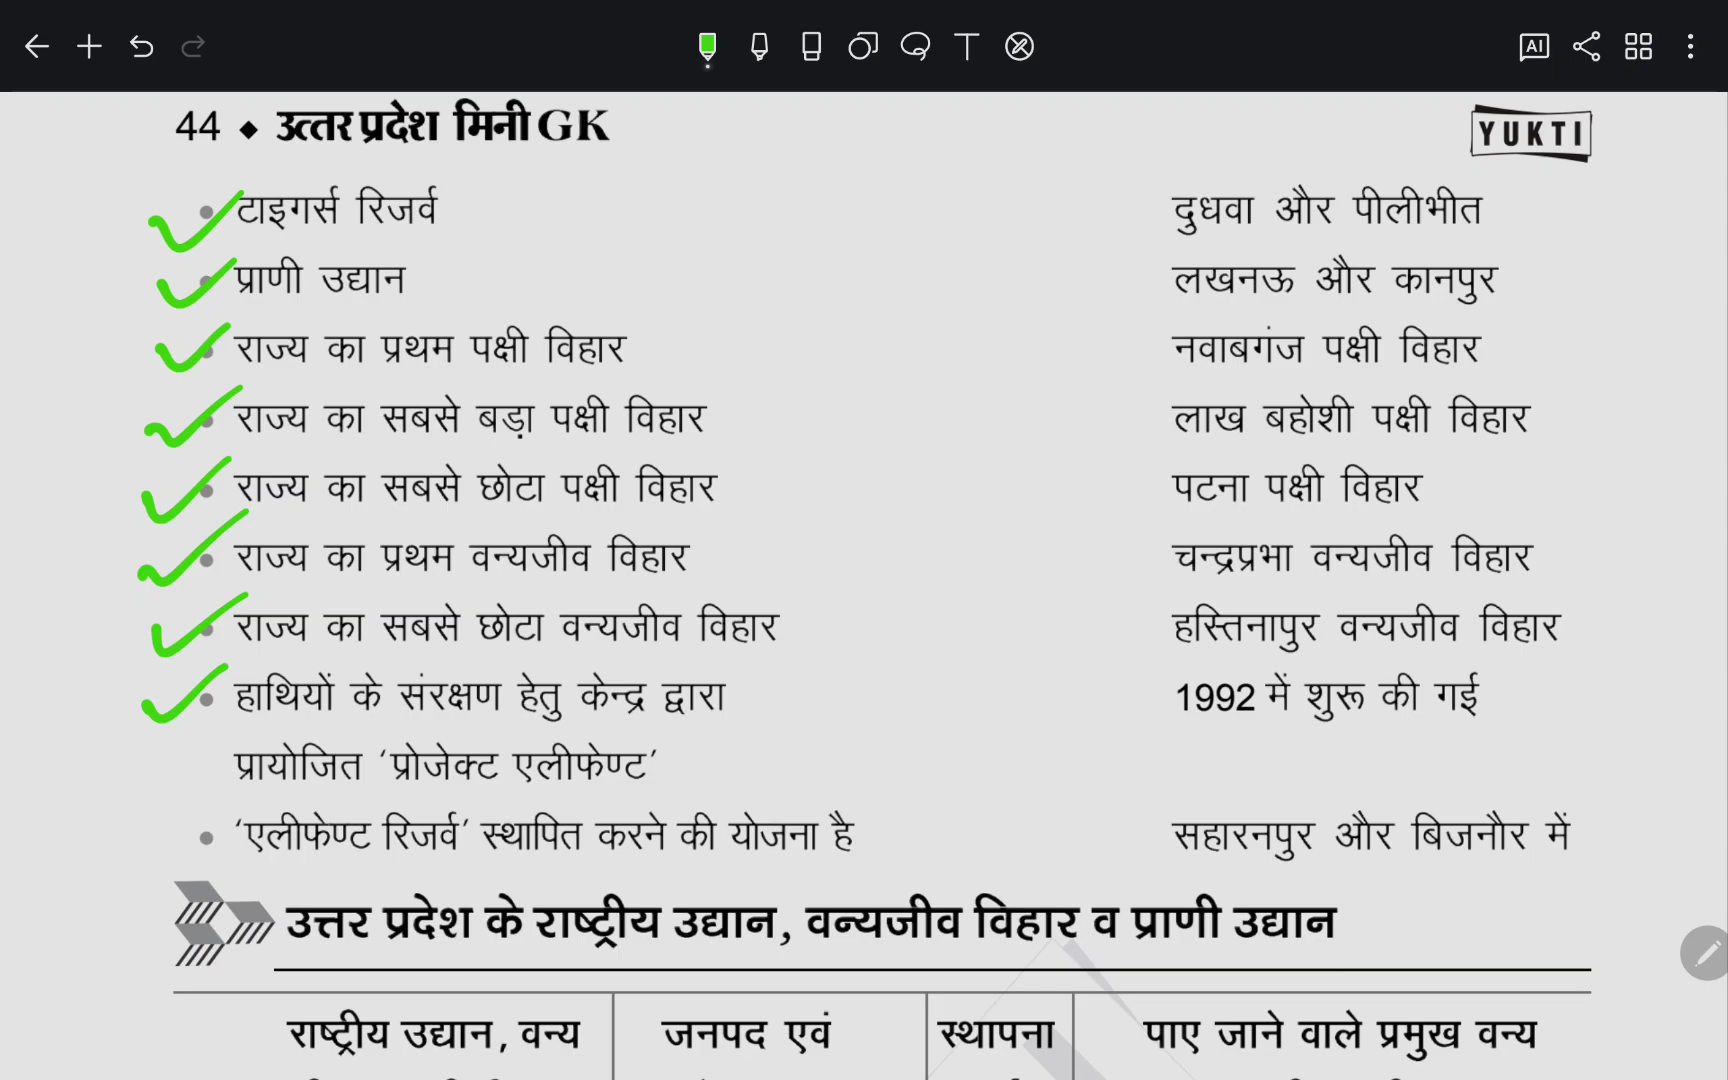 AI
44 ◆ उत्तर प्रदेश मिनी GK
YUKTI
• टाइगर्स रिजर्व दुधवा और पीलीभीत
• प्राणी उद्यान लखनऊ और कानपुर
• राज्य का प्रथम पक्षी विहार नवाबगंज पक्षी विहार
• राज्य का सबसे बड़ा पक्षी विहार लाख बहोशी पक्षी विहार
• राज्य का सबसे छोटा पक्षी विहार पटना पक्षी विहार
• राज्य का प्रथम वन्यजीव विहार चन्द्रप्रभा वन्यजीव विहार
• राज्य का सबसे छोटा वन्यजीव विहार हस्तिनापुर वन्यजीव विहार
• हाथियों के संरक्षण हेतु केन्द्र द्वारा 1992 में शुरू की गई
प्रायोजित ‘प्रोजेक्ट एलीफेण्ट’
• ‘एलीफेण्ट रिजर्व’ स्थापित करने की योजना है सहारनपुर और बिजनौर में
उत्तर प्रदेश के राष्ट्रीय उद्यान, वन्यजीव विहार व प्राणी उद्यान
राष्ट्रीय उद्यान, वन्य जनपद एवं स्थापना पाए जाने वाले प्रमुख वन्य